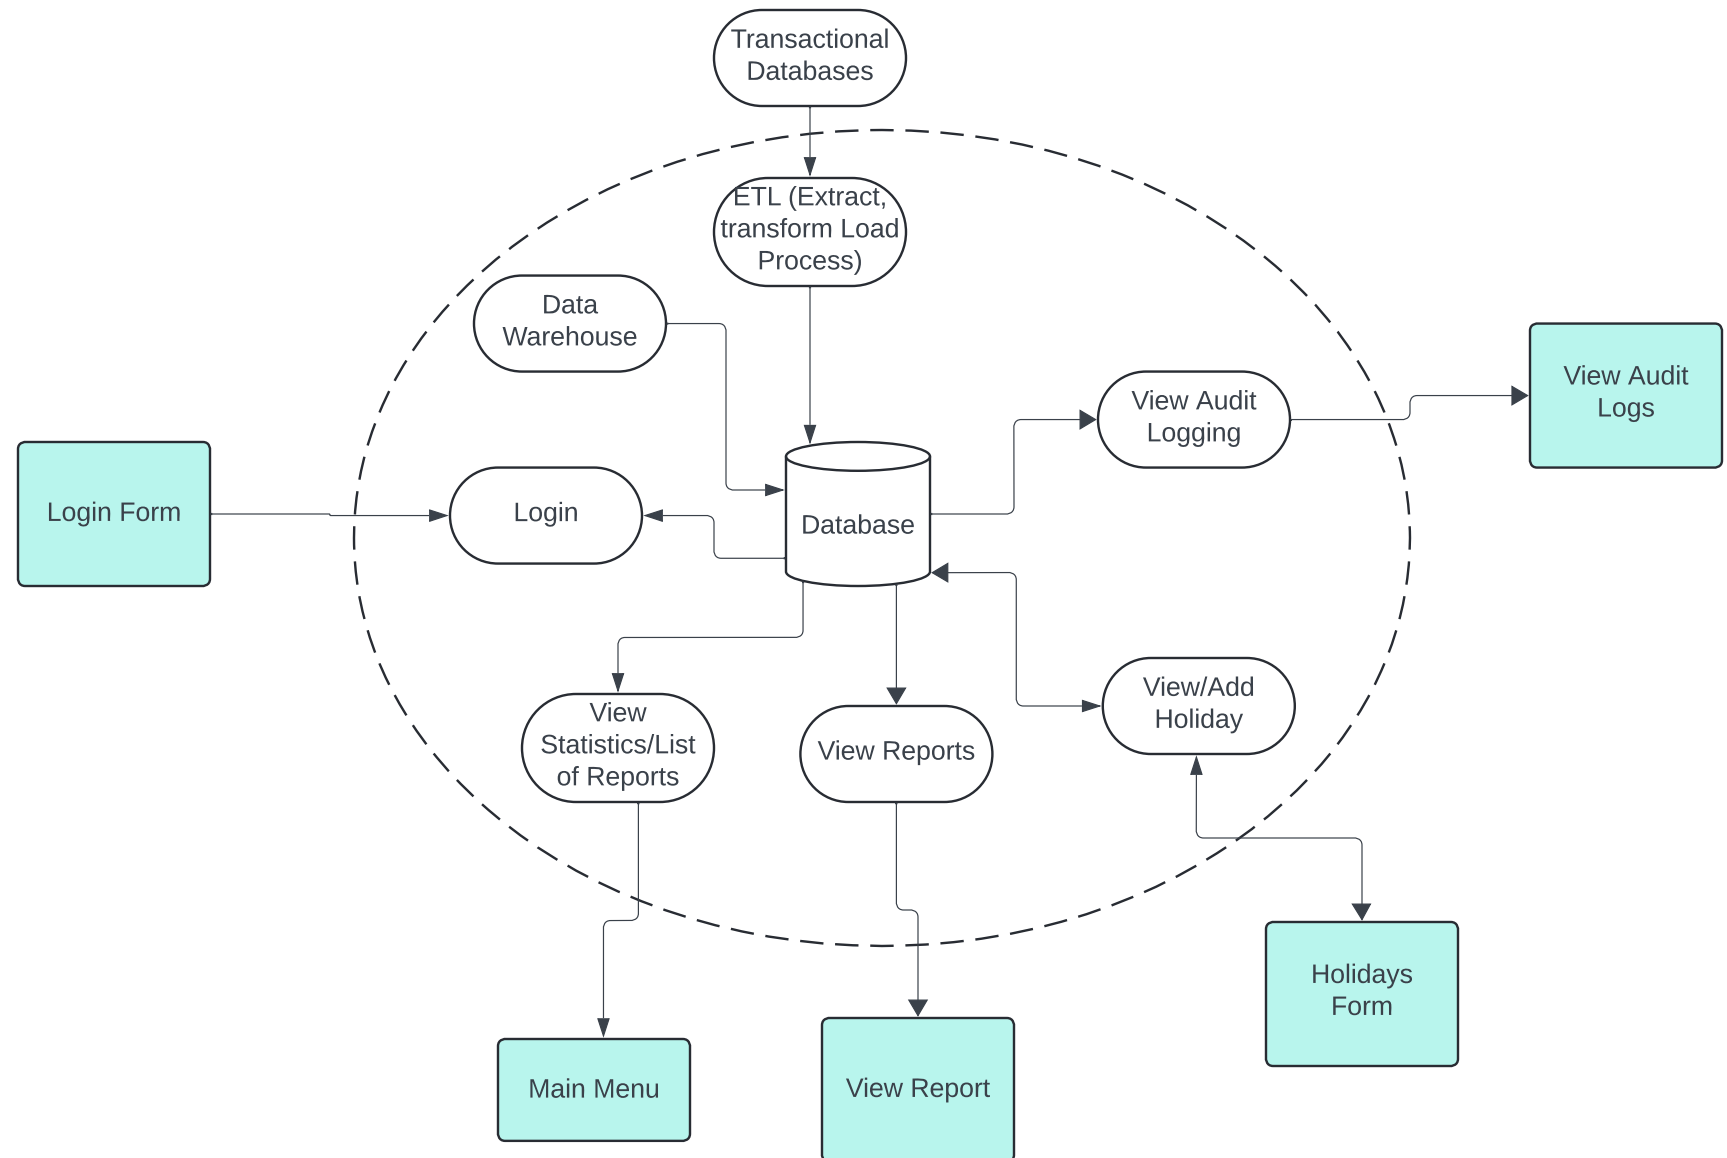 Transactional
Databases
ETL (Extract,
transform Load
Process)
Data
Warehouse
View Audit
Logging
View Audit
Logs
Login Form
Login
Database
View/Add
Holiday
View
Statistics/List
of Reports
View Reports
Holidays
Form
Main Menu
View Report